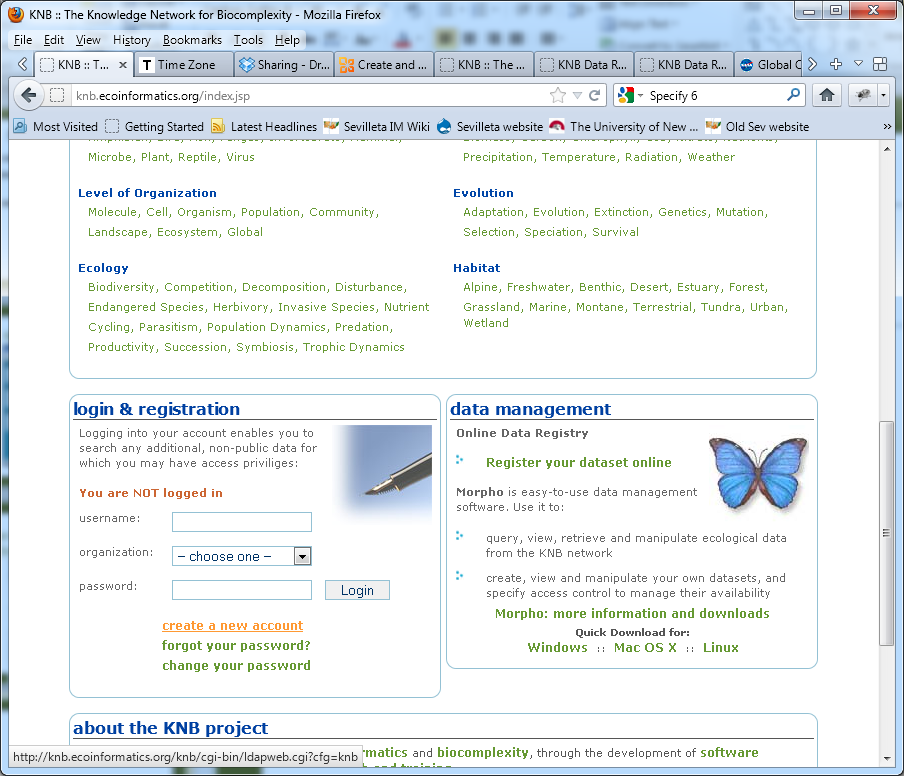 KNB :: The Knowledge Network for Biocomplexity - Mozilla Firefox
File Edit View History Bookmarks Tools Help
KNB :: T... Time Zone Sharing - Dr... Create and ... KNB :: The ... KNB Data R... KNB Data R... Global C
knb.ecoinformatics.org/index.jsp Specify 6
Most Visited Getting Started Latest Headlines Sevilleta IM Wiki Sevilleta website The University of New ... Old Sev website »
Microbe, Plant, Reptile, Virus
Precipitation, Temperature, Radiation, Weather
Level of Organization
Molecule, Cell, Organism, Population, Community,
Landscape, Ecosystem, Global
Evolution
Adaptation, Evolution, Extinction, Genetics, Mutation,
Selection, Speciation, Survival
Ecology
Biodiversity, Competition, Decomposition, Disturbance,
Endangered Species, Herbivory, Invasive Species, Nutrient
Cycling, Parasitism, Population Dynamics, Predation,
Productivity, Succession, Symbiosis, Trophic Dynamics
Habitat
Alpine, Freshwater, Benthic, Desert, Estuary, Forest,
Grassland, Marine, Montane, Terrestrial, Tundra, Urban,
Wetland
login & registration
Logging into your account enables you to
search any additional, non-public data for
which you may have access priviliges:
You are NOT logged in
username:
organization: -- choose one --
password: Login
create a new account
forgot your password?
change your password
data management
Online Data Registry
Register your dataset online
Morpho is easy-to-use data management
software. Use it to:
query, view, retrieve and manipulate ecological data
from the KNB network
create, view and manipulate your own datasets, and
specify access control to manage their availability
Morpho: more information and downloads
Quick Download for:
Windows :: Mac OS X :: Linux
about the KNB project
matics and biocomplexity, through the development of software
http://knb.ecoinformatics.org/knb/cgi-bin/ldapweb.cgi?cfg=knb